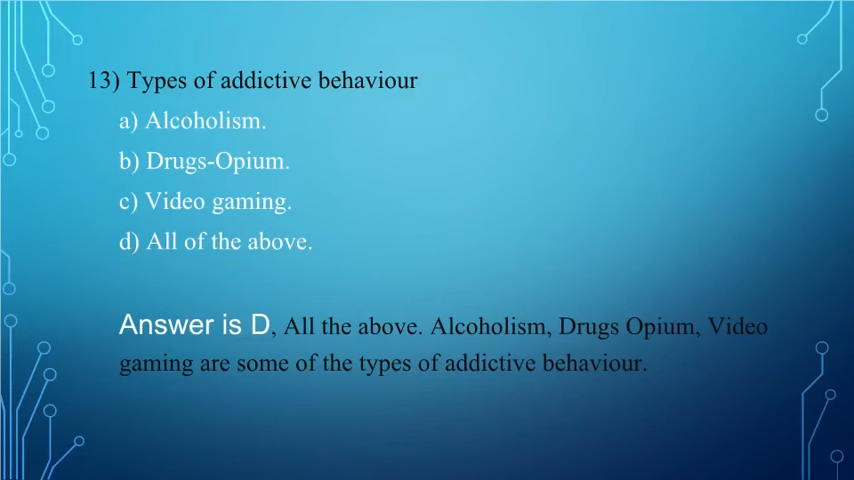 13) Types of addictive behaviour
a) Alcoholism.
b) Drugs-Opium.
c) Video gaming.
d) All of the above.
Answer is D, All the above. Alcoholism, Drugs Opium, Video
gaming are some of the types of addictive behaviour.